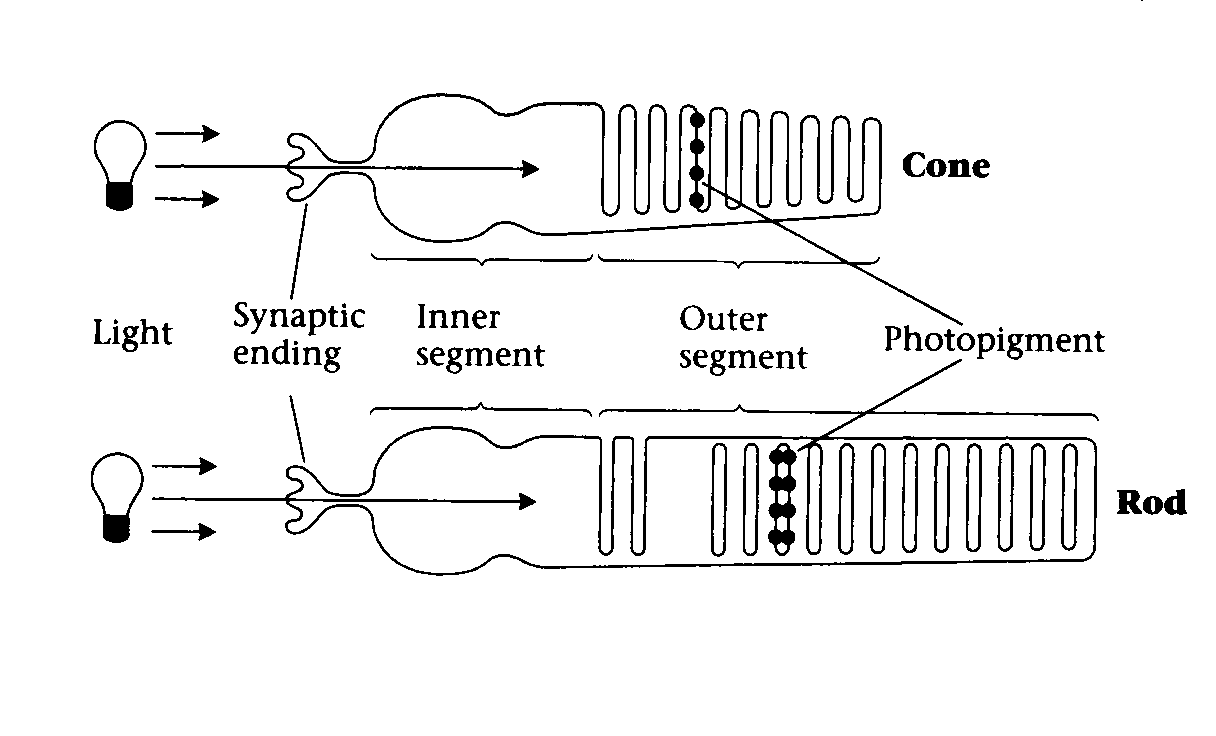 Cone
Light
Synaptic
ending
Inner
segment
Outer
segment
Photopigment
Rod